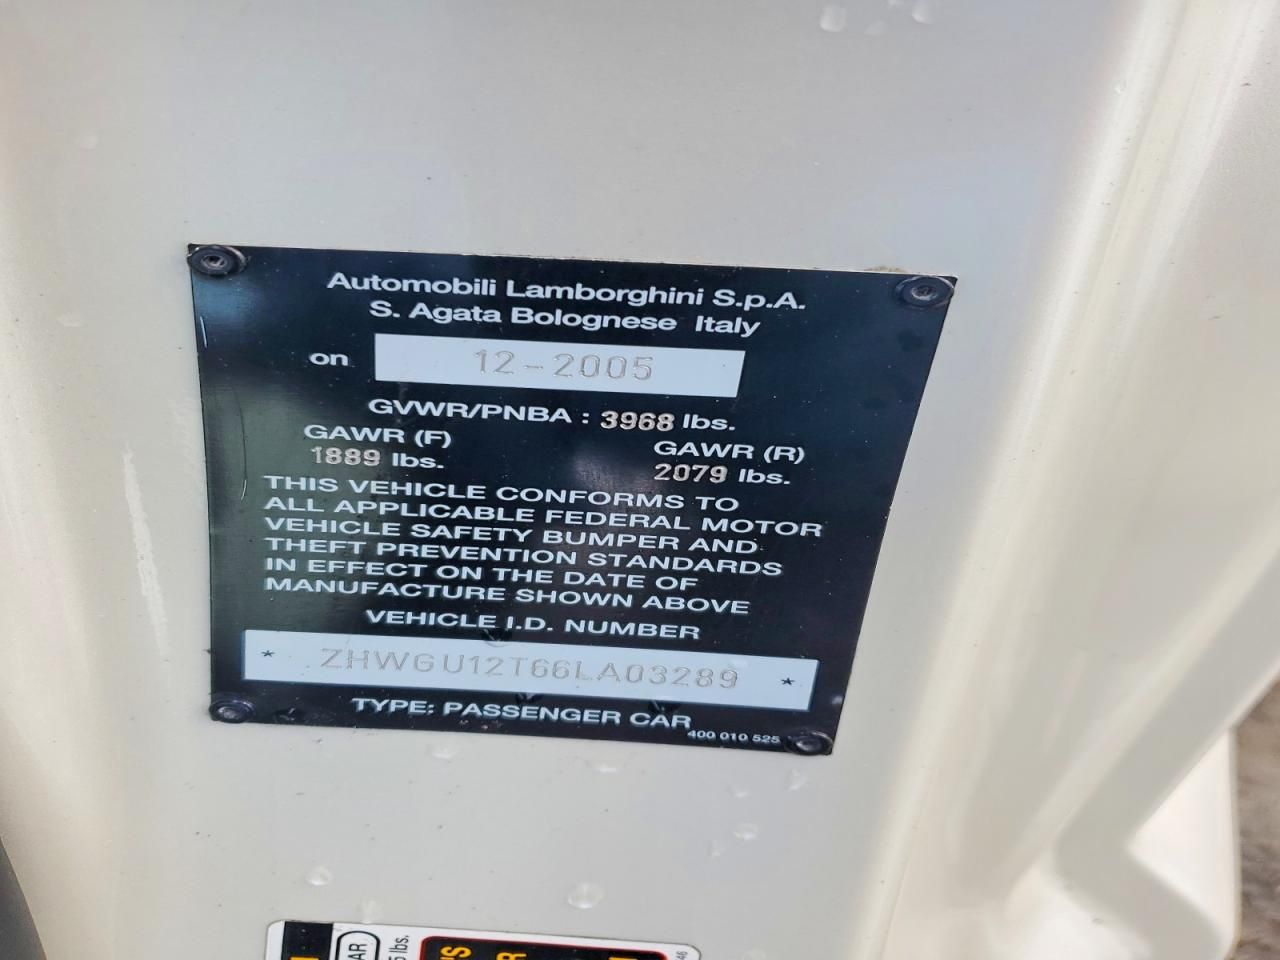 Automobili Lamborghini S.p.A.
S. Agata Bolognese Italy
on 12-2005
GVWR/PNBA : 3968 lbs.
GAWR (F) GAWR (R)
1889 lbs. 2079 lbs.
THIS VEHICLE CONFORMS TO
ALL APPLICABLE FEDERAL MOTOR
VEHICLE SAFETY BUMPER AND
THEFT PREVENTION STANDARDS
IN EFFECT ON THE DATE OF
MANUFACTURE SHOWN ABOVE
VEHICLE I.D. NUMBER
* ZHWGU12T66LA03289 *
TYPE: PASSENGER CAR
400 010 525